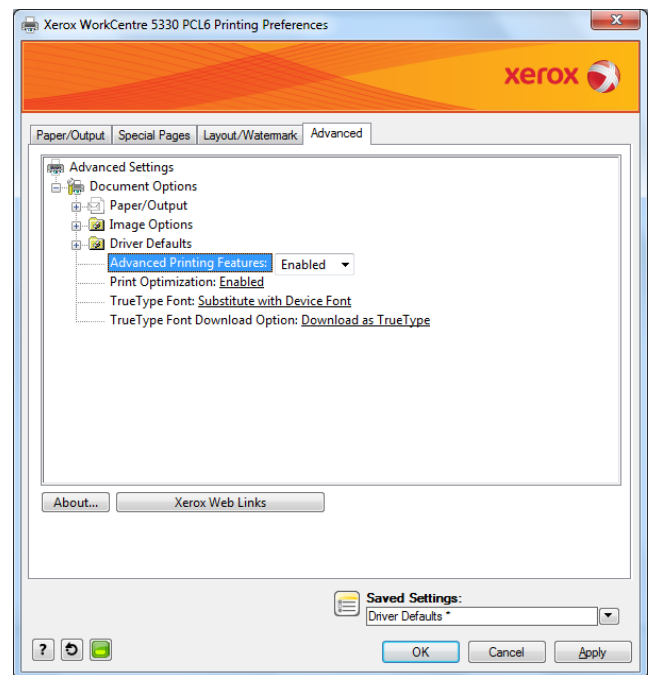 Xerox WorkCentre 5330 PCL6 Printing Preferences
xerox
Paper/Output Special Pages Layout/Watermark Advanced
Advanced Settings
Document Options
Paper/Output
Image Options
Driver Defaults
Advanced Printing Features: Enabled
Print Optimization: Enabled
TrueType Font: Substitute with Device Font
TrueType Font Download Option: Download as TrueType
About... Xerox Web Links
Saved Settings:
Driver Defaults *
? OK Cancel Apply